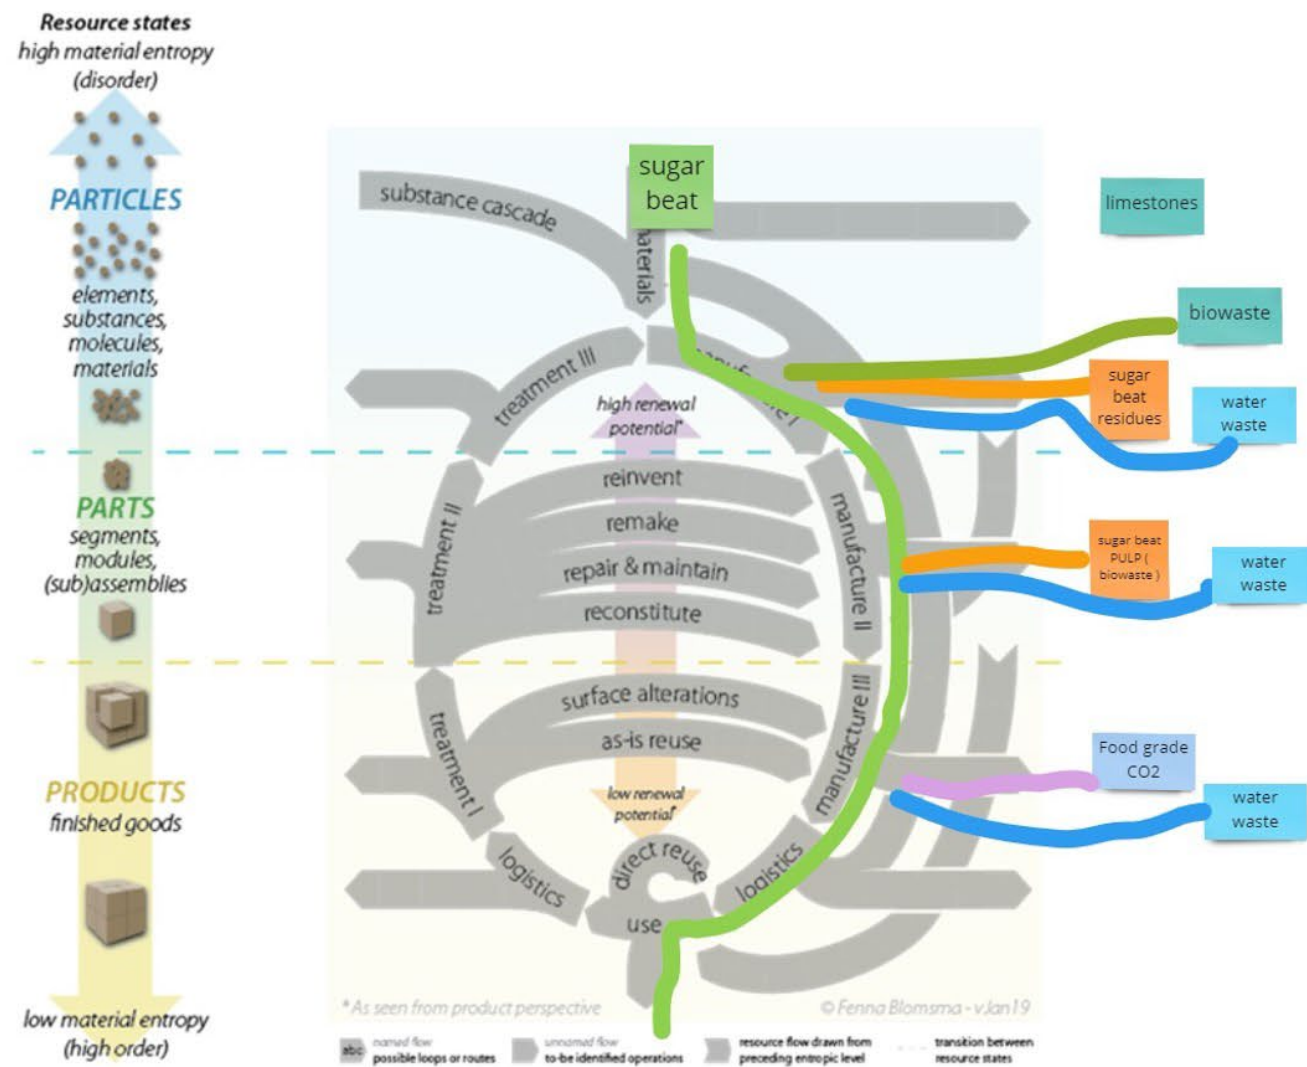 Resource states
high material entropy
(disorder)
PARTICLES
elements,
substances,
molecules,
materials
PARTS
segments,
modules,
(sub)assemblies
PRODUCTS
finished goods
low material entropy
(high order)
substance cascade
sugar
beat
materials
treatment III
high renewal
potential*
reinvent
remake
repair & maintain
reconstitute
treatment II
manufacture II
surface alterations
as-is reuse
treatment I
manufacture III
low renewal
potential*
direct reuse
logistics
logistics
use
limestones
biowaste
sugar
beat
residues
water
waste
sugar beat
PULP (
biowaste )
water
waste
Food grade
CO2
water
waste
* As seen from product perspective
© Fenna Blomsma - v.Jan19
abc
named flow
possible loops or routes
unnamed flow
to-be identified operations
resource flow drawn from
preceding entropic level
transition between
resource states